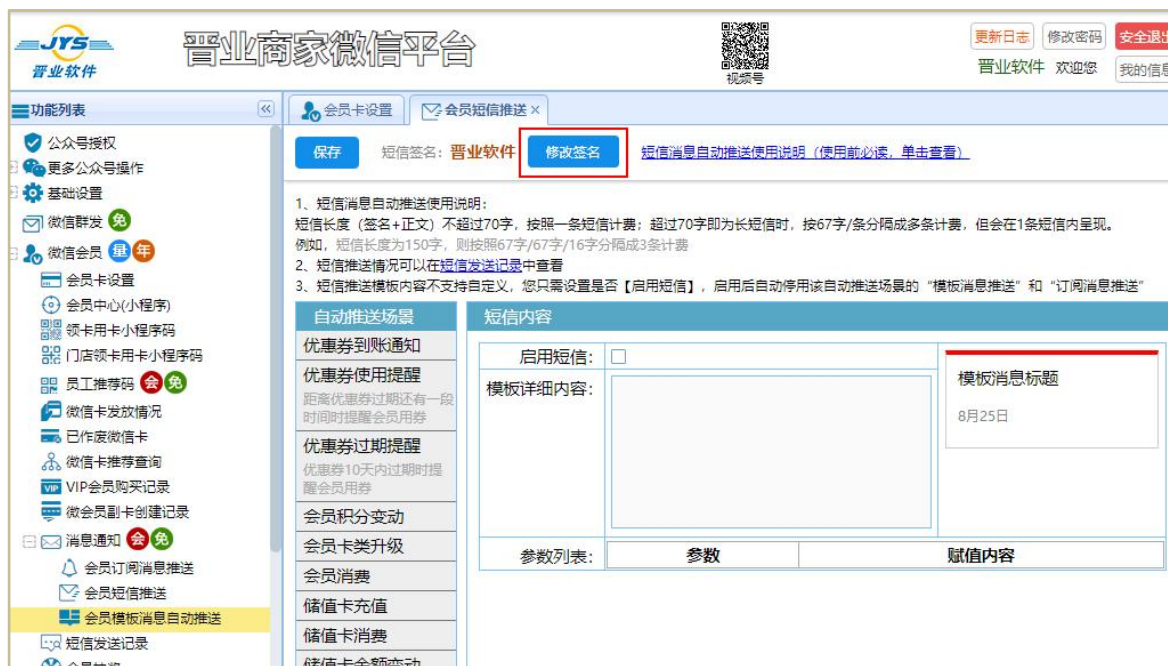 JYS
晋业软件
晋业商家微信平台
视频号
更新日志 修改密码 安全退出
晋业软件 欢迎您 我的信息
功能列表
会员卡设置 会员短信推送
公众号授权
更多公众号操作
基础设置
微信群发 免
微信会员 星 年
会员卡设置
会员中心(小程序)
领卡用卡小程序码
门店领卡用卡小程序码
员工推荐码 会 免
微信卡发放情况
已作废微信卡
微信卡推荐查询
VIP VIP会员购买记录
微会员副卡创建记录
消息通知 会 免
会员订阅消息推送
会员短信推送
会员模板消息自动推送
短信发送记录
保存 短信签名: 晋业软件 修改签名 短信消息自动推送使用说明（使用前必读，单击查看）
1、短信消息自动推送使用说明：
短信长度（签名+正文）不超过70字，按照一条短信计费；超过70字即为长短信时，按67字/条分隔成多条计费，但会在1条短信内呈现。
例如，短信长度为150字，则按照67字/67字/16字分隔成3条计费
2、短信推送情况可以在短信发送记录中查看
3、短信推送模板内容不支持自定义，您只需设置是否【启用短信】，启用后自动停用该自动推送场景的“模板消息推送”和“订阅消息推送”
自动推送场景
优惠券到账通知
优惠券使用提醒
距离优惠券过期还有一段
时间时提醒会员用券
优惠券过期提醒
优惠券10天内过期时提
醒会员用券
会员积分变动
会员卡类升级
会员消费
储值卡充值
储值卡消费
储值卡余额变动
短信内容
启用短信:
模板详细内容:
模板消息标题
8月25日
参数列表: 参数 赋值内容